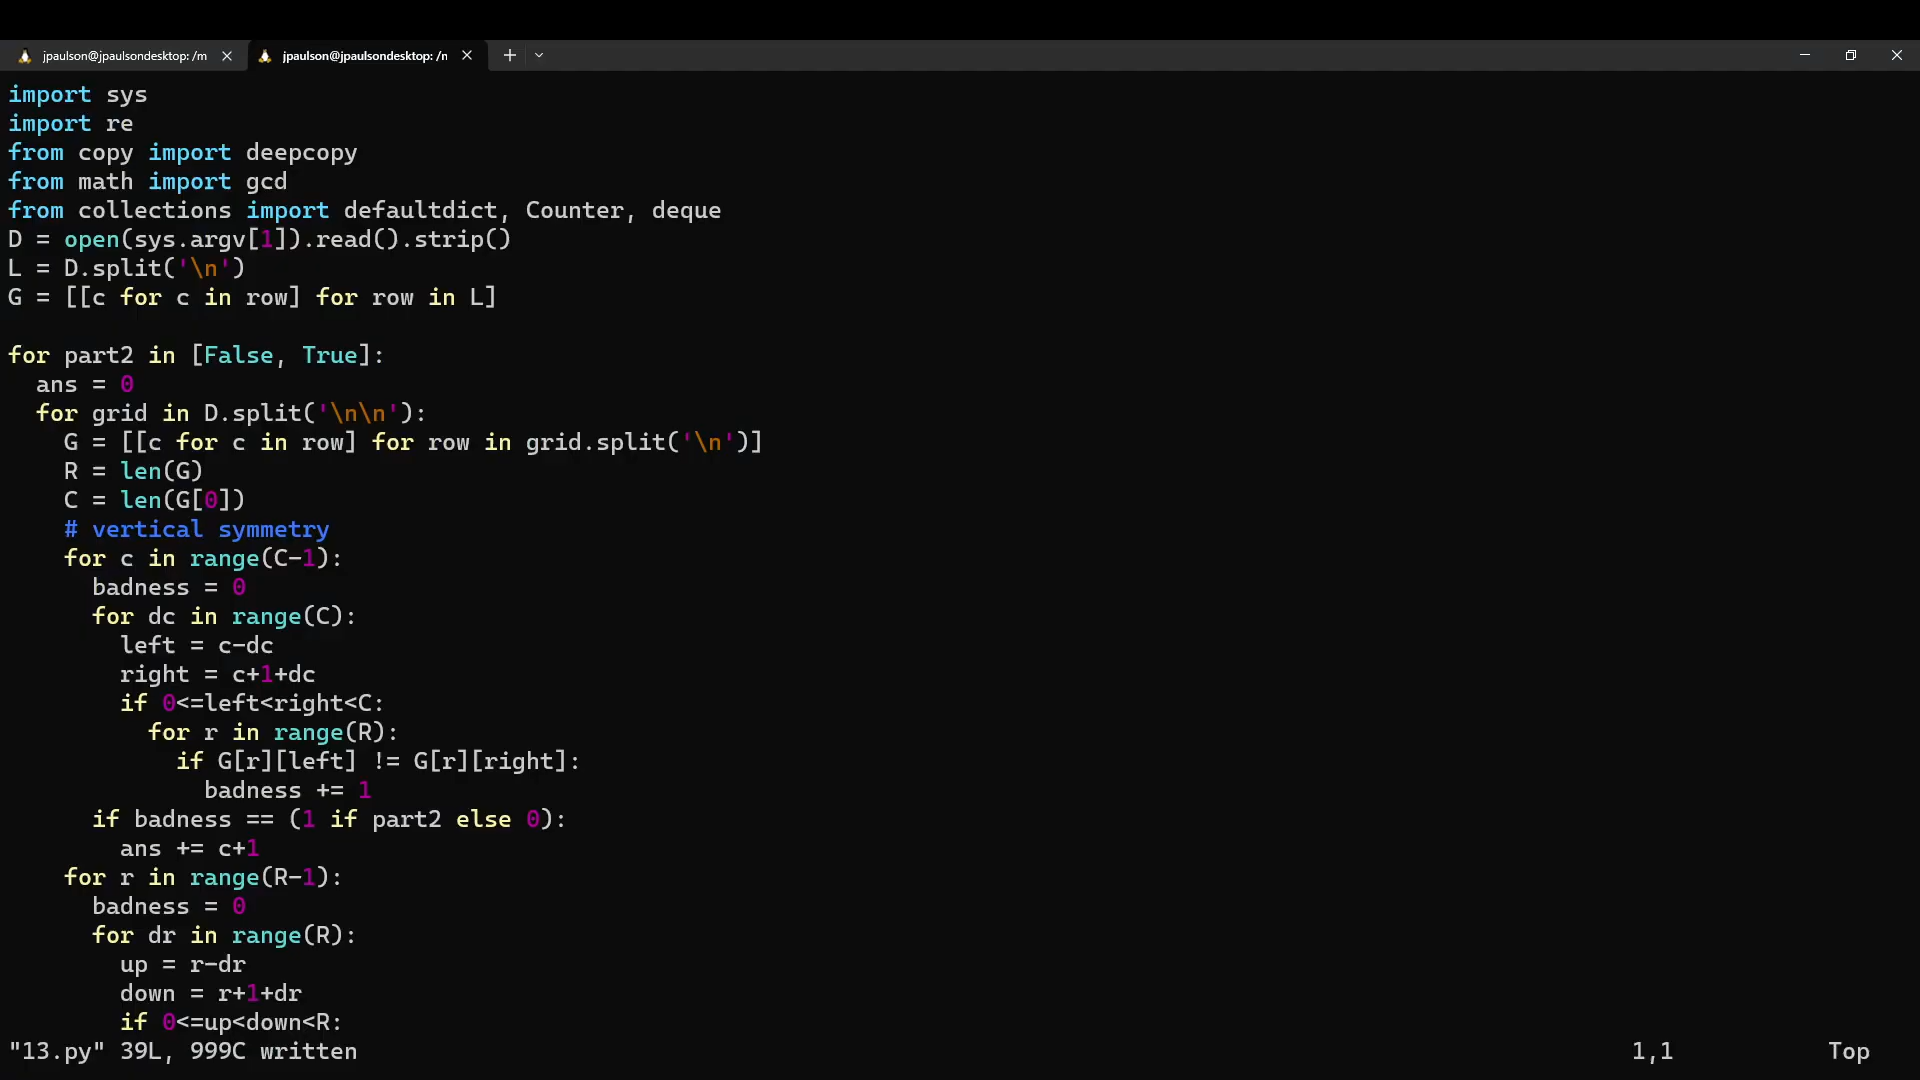 jpaulson@jpaulsondesktop: /m
jpaulson@jpaulsondesktop: /n
import sys
import re
from copy import deepcopy
from math import gcd
from collections import defaultdict, Counter, deque
D = open(sys.argv[1]).read().strip()
L = D.split('\n')
G = [[c for c in row] for row in L]

for part2 in [False, True]:
  ans = 0
  for grid in D.split('\n\n'):
    G = [[c for c in row] for row in grid.split('\n')]
    R = len(G)
    C = len(G[0])
    # vertical symmetry
    for c in range(C-1):
      badness = 0
      for dc in range(C):
        left = c-dc
        right = c+1+dc
        if 0<=left<right<C:
          for r in range(R):
            if G[r][left] != G[r][right]:
              badness += 1
      if badness == (1 if part2 else 0):
        ans += c+1
    for r in range(R-1):
      badness = 0
      for dr in range(R):
        up = r-dr
        down = r+1+dr
        if 0<=up<down<R:
"13.py" 39L, 999C written 1,1 Top